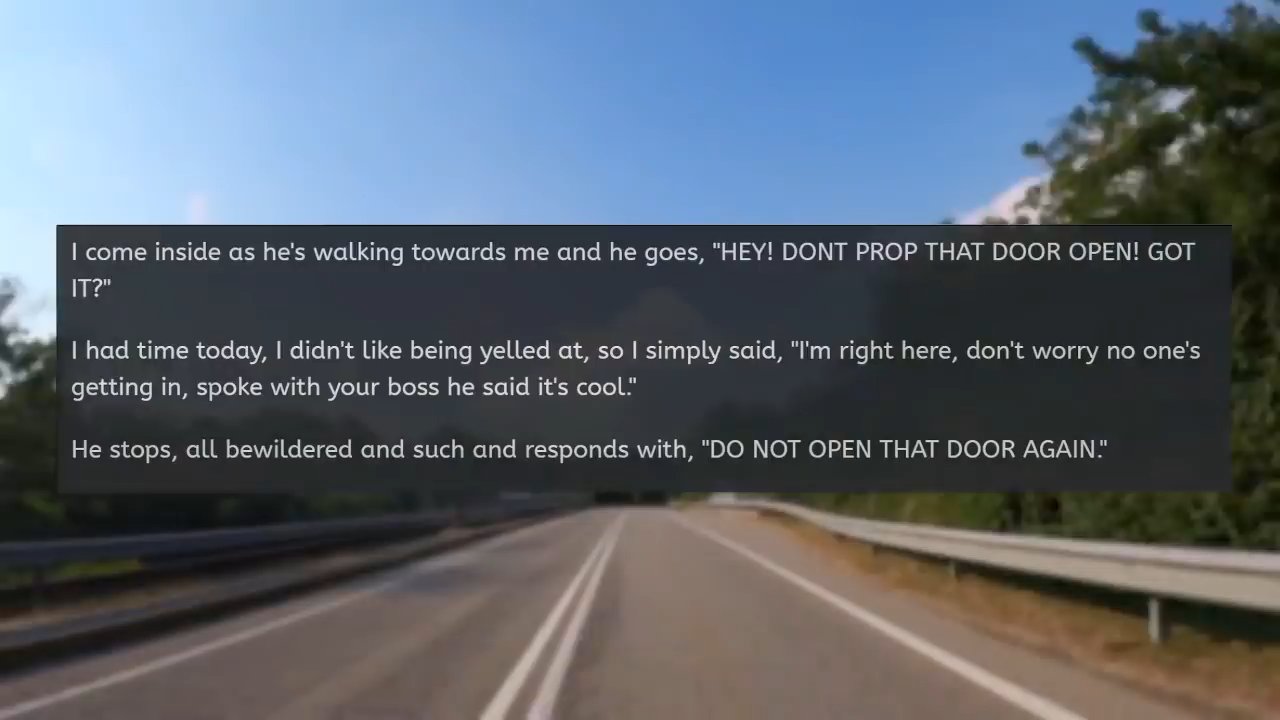 I come inside as he's walking towards me and he goes, "HEY! DONT PROP THAT DOOR OPEN! GOT
IT?"
I had time today, I didn't like being yelled at, so I simply said, "I'm right here, don't worry no one's
getting in, spoke with your boss he said it's cool."
He stops, all bewildered and such and responds with, "DO NOT OPEN THAT DOOR AGAIN."